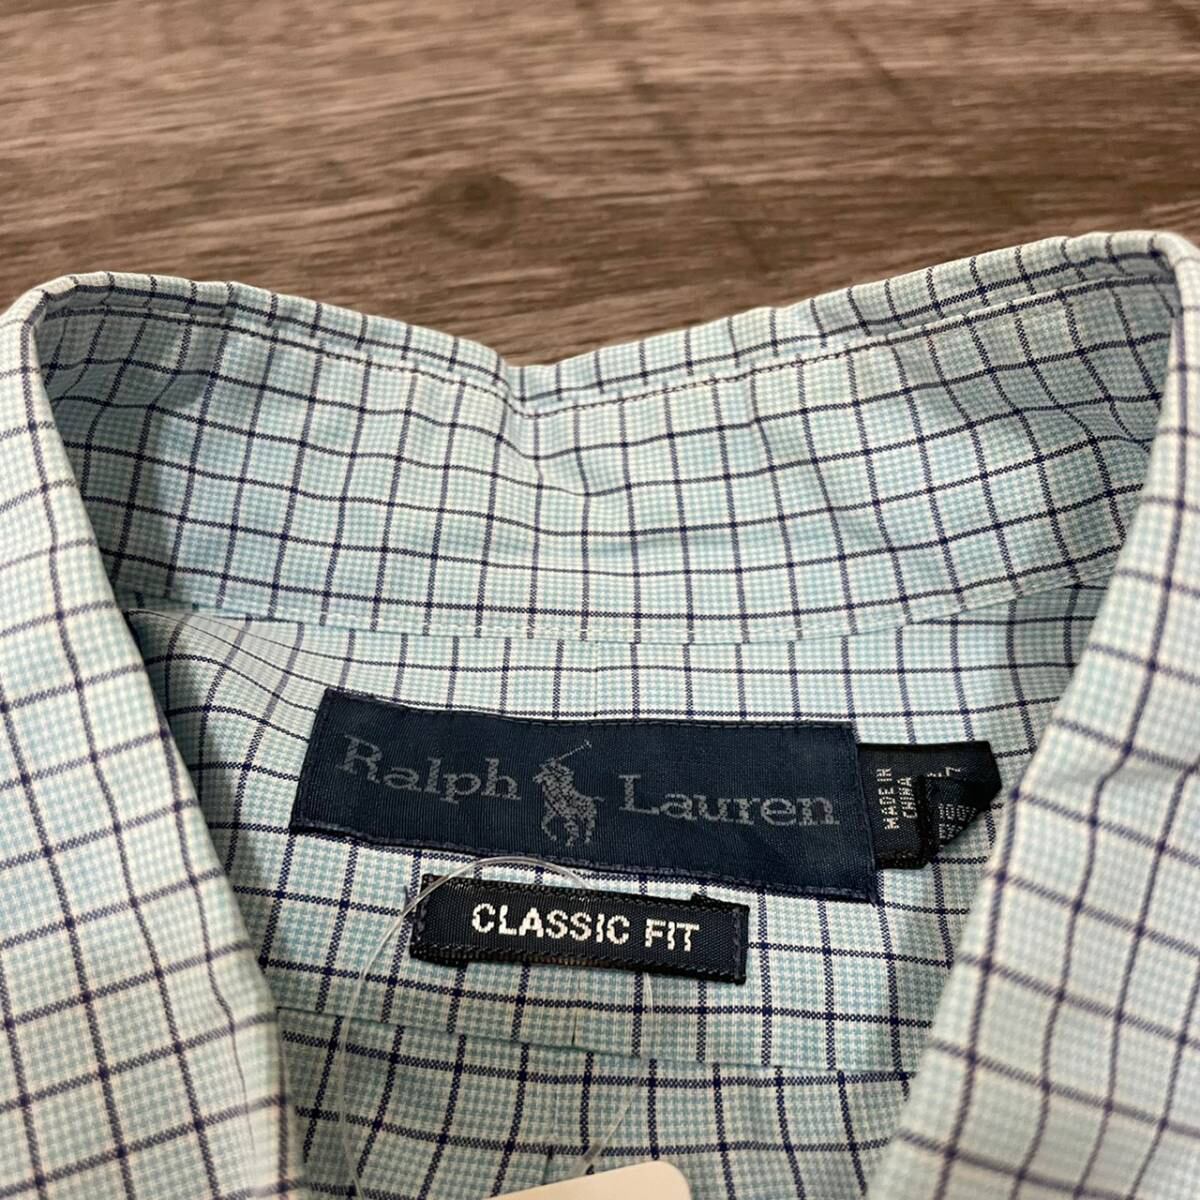 Ralph Lauren
MADE IN
CHINA
CLASSIC FIT